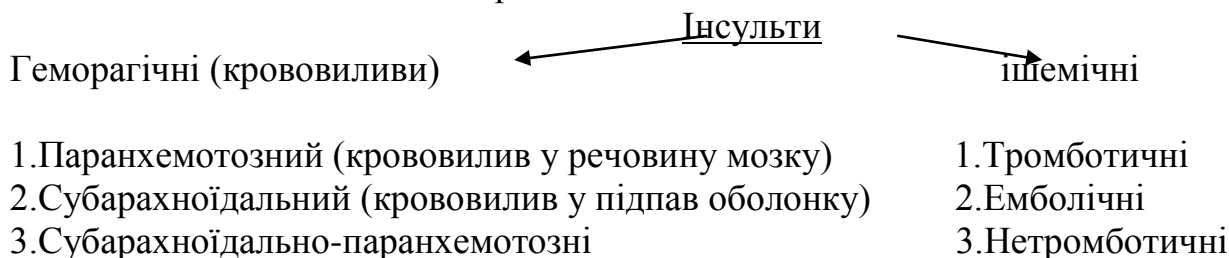 Інсульти
Геморагічні (крововиливи) ішемічні
1.Паранхемотозний (крововилив у речовину мозку) 1.Тромботичні
2.Субарахноїдальний (крововилив у підпав оболонку) 2.Емболічні
3.Субарахноїдально-паранхемотозні 3.Нетромботичні